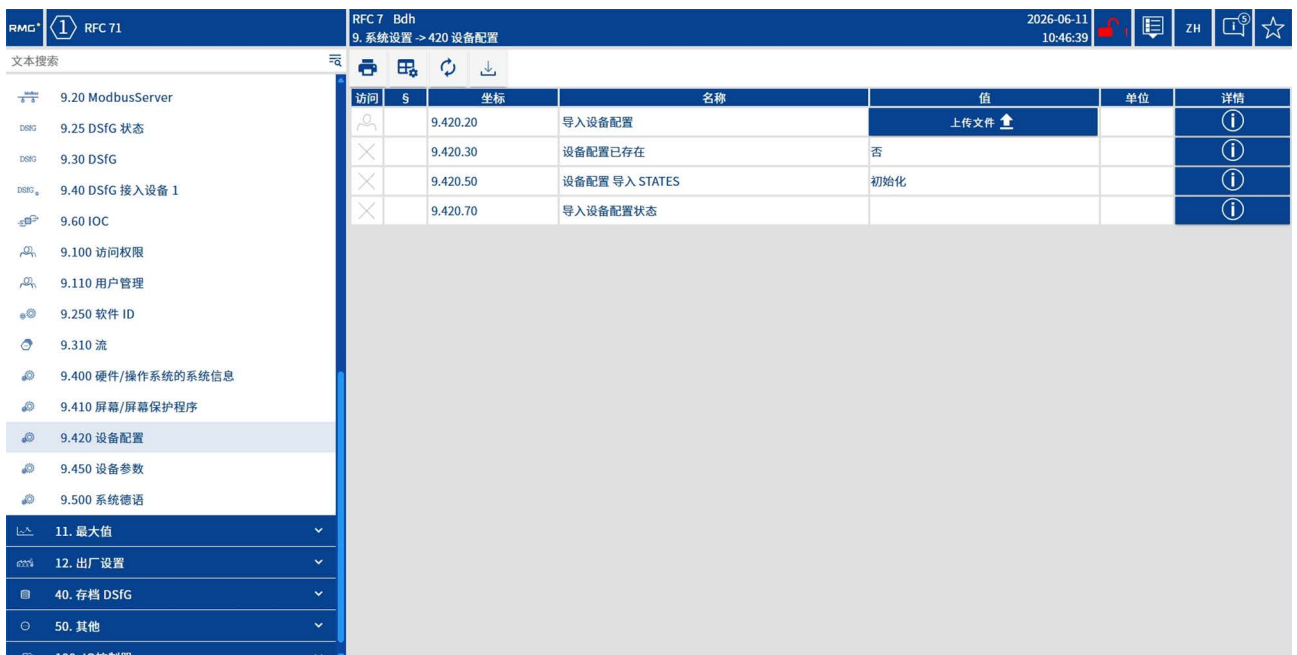 RMG 1 RFC 71
RFC 7 Bdh
9. 系统设置 -> 420 设备配置
2026-06-11
10:46:39
ZH
5
文本搜索
9.20 ModbusServer
DSfG 9.25 DSfG 状态
DSfG 9.30 DSfG
DSfG 9.40 DSfG 接入设备 1
9.60 IOC
9.100 访问权限
9.110 用户管理
9.250 软件 ID
9.310 流
9.400 硬件/操作系统的系统信息
9.410 屏幕/屏幕保护程序
9.420 设备配置
9.450 设备参数
9.500 系统德语
11. 最大值
12. 出厂设置
40. 存档 DSfG
50. 其他
访问 § 坐标 名称 值 单位 详情
9.420.20 导入设备配置 上传文件
9.420.30 设备配置已存在 否
9.420.50 设备配置 导入 STATES 初始化
9.420.70 导入设备配置状态